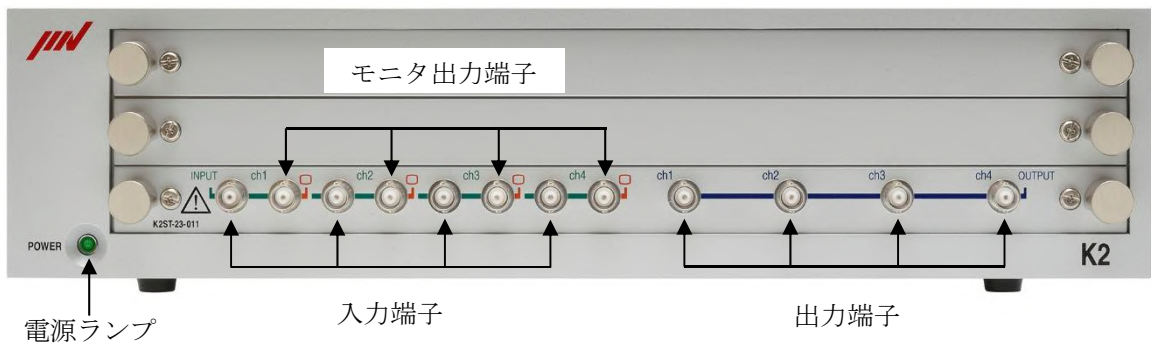 モニタ出力端子
INPUT ch1 ch2 ch3 ch4
ch1 ch2 ch3 ch4 OUTPUT
K2ST-23-011
POWER
K2
電源ランプ
入力端子
出力端子